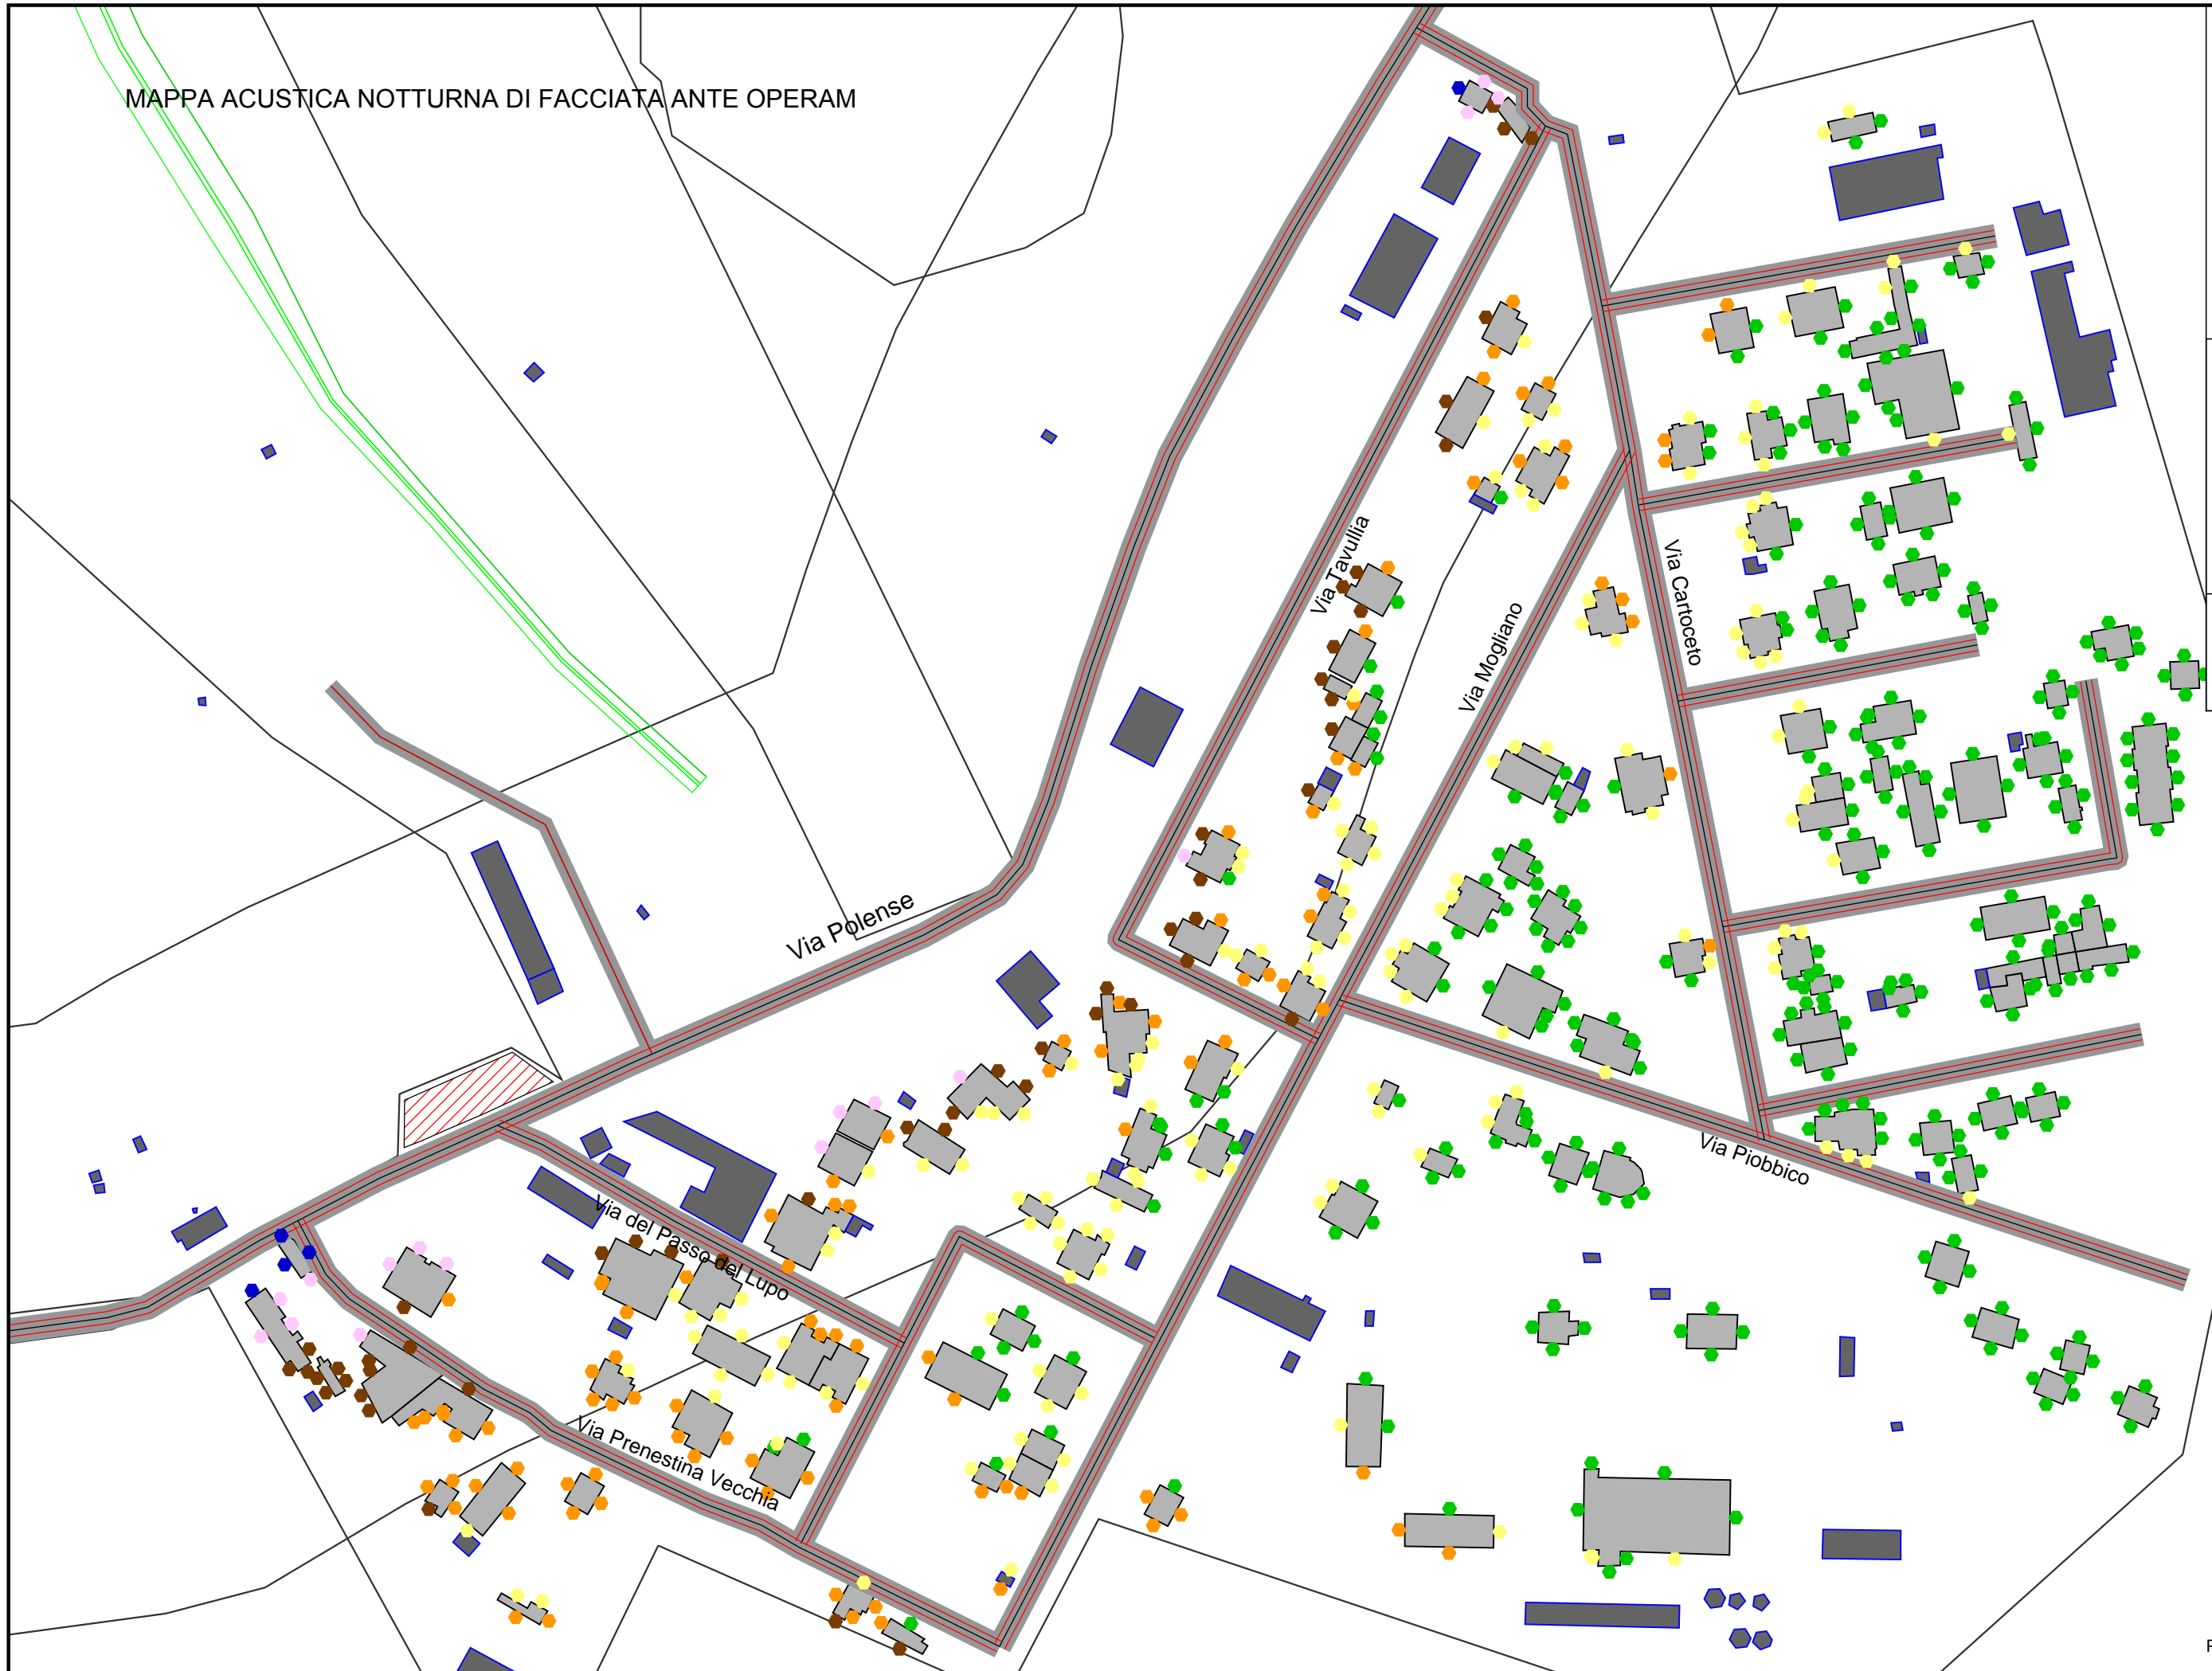 MAPPA ACUSTICA NOTTURNA DI FACCIATA ANTE OPERAM
Via Tavullia
Via Cartoceto
Via Mogliano
Via Polense
Via Piobbico
Via del Passo del Lupo
Via Prenestina Vecchia